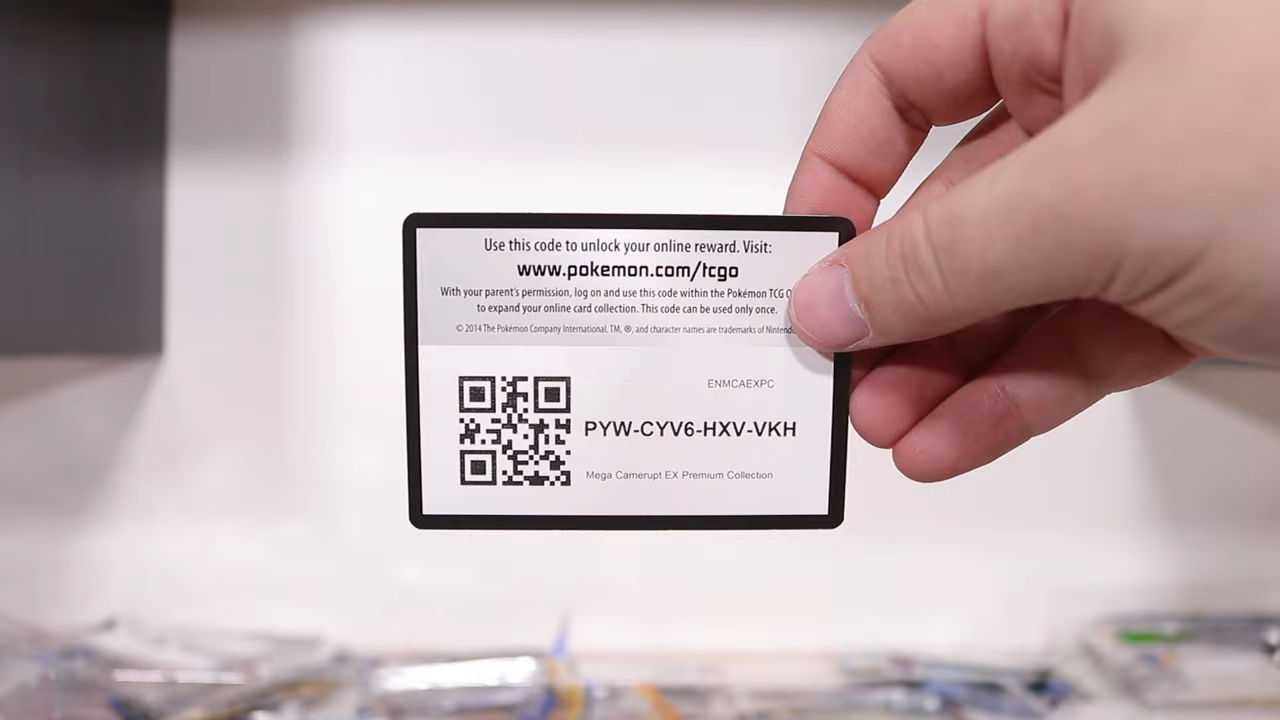 Use this code to unlock your online reward. Visit:
www.pokemon.com/tcgo
With your parent's permission, log on and use this code within the Pokémon TCG
to expand your online card collection. This code can be used only once.
© 2014 The Pokémon Company International. TM, ®, and character names are trademarks of
ENMCAEXPC
PYW-CYV6-HXV-VKH
Mega Camerupt EX Premium Collection